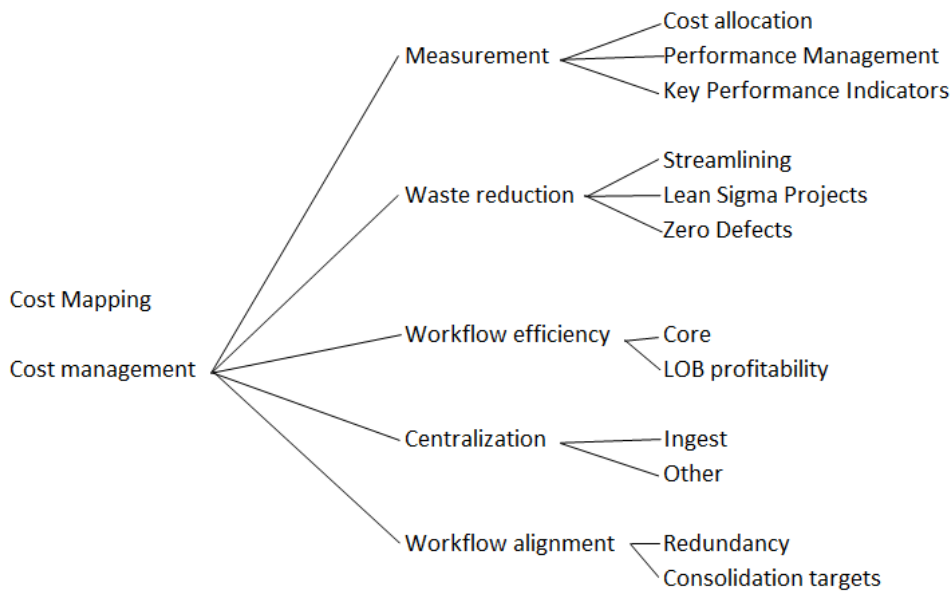 Cost Mapping
Cost management
Measurement
Cost allocation
Performance Management
Key Performance Indicators
Waste reduction
Streamlining
Lean Sigma Projects
Zero Defects
Workflow efficiency
Core
LOB profitability
Centralization
Ingest
Other
Workflow alignment
Redundancy
Consolidation targets